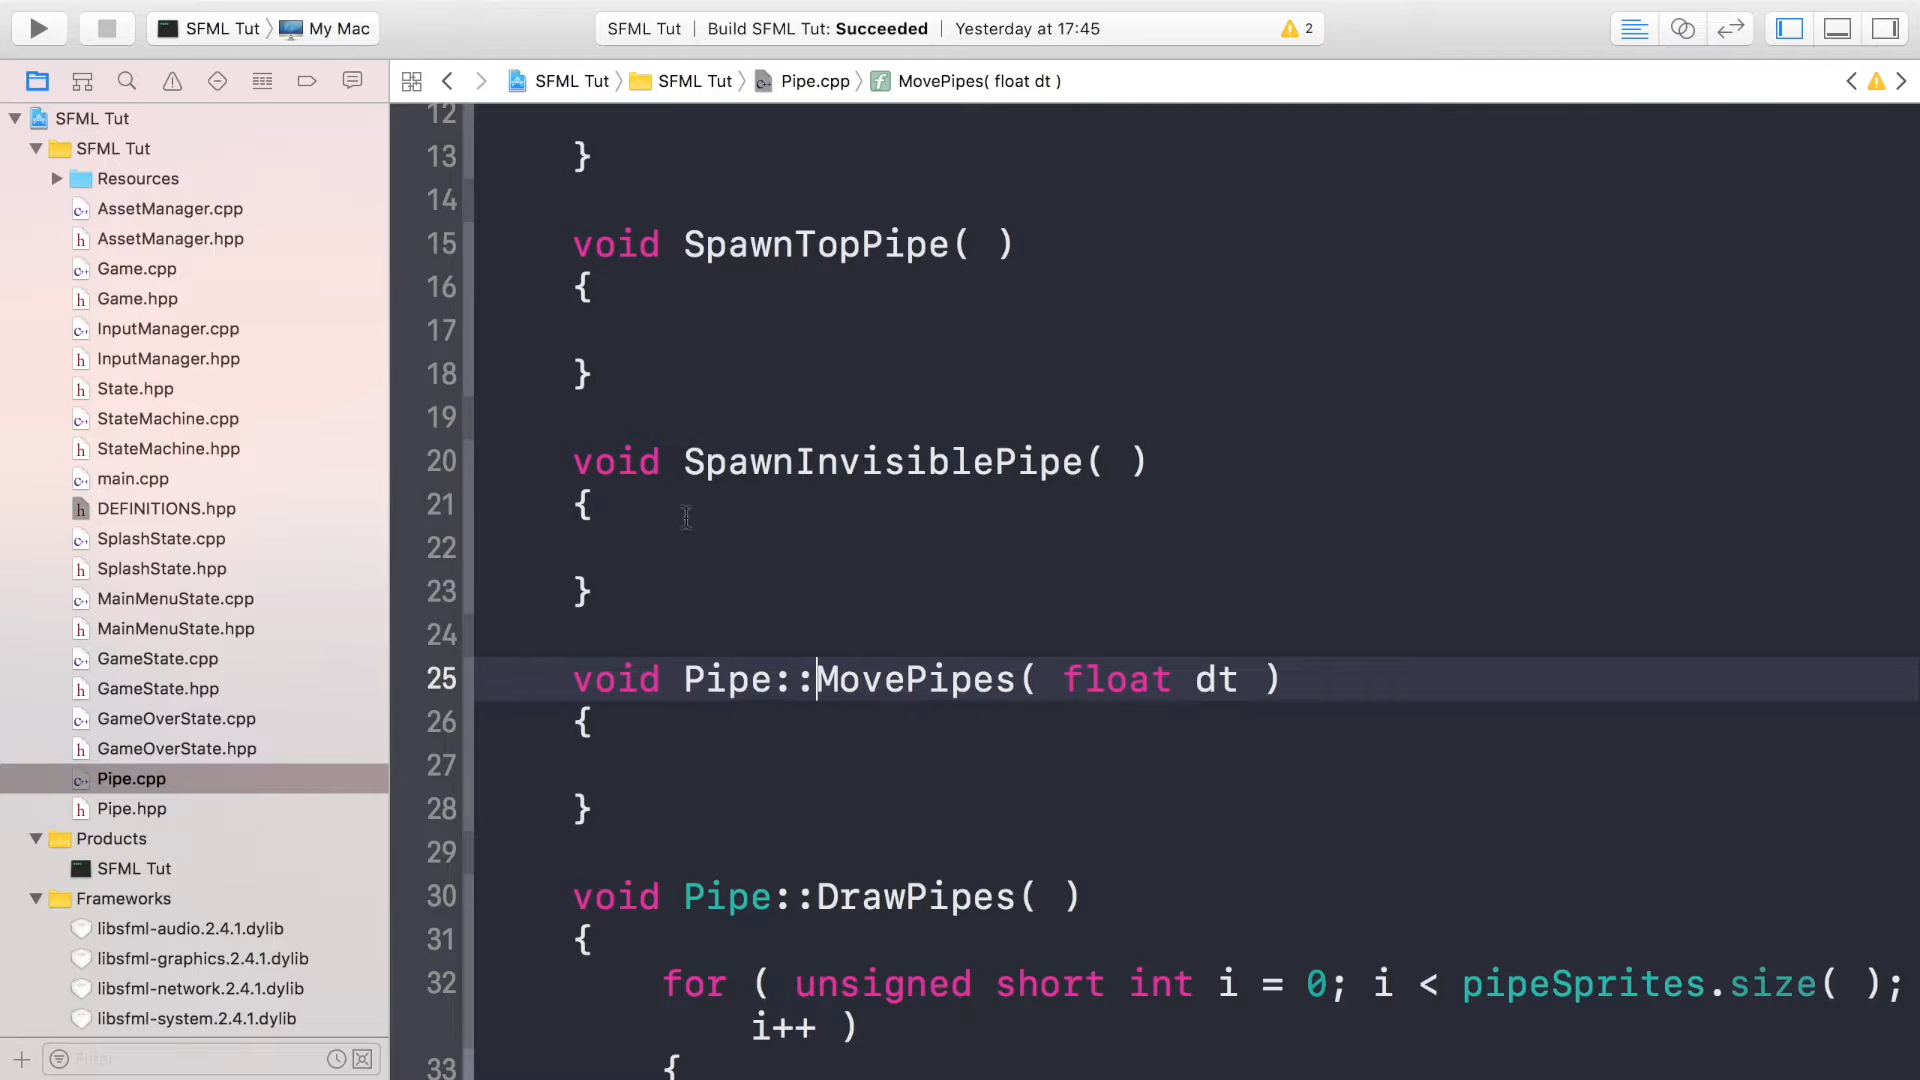 SFML Tut
My Mac
SFML Tut | Build SFML Tut: Succeeded | Yesterday at 17:45
2
SFML Tut
SFML Tut
Pipe.cpp
MovePipes( float dt )
SFML Tut
SFML Tut
Resources
AssetManager.cpp
AssetManager.hpp
Game.cpp
Game.hpp
InputManager.cpp
InputManager.hpp
State.hpp
StateMachine.cpp
StateMachine.hpp
main.cpp
DEFINITIONS.hpp
SplashState.cpp
SplashState.hpp
MainMenuState.cpp
MainMenuState.hpp
GameState.cpp
GameState.hpp
GameOverState.cpp
GameOverState.hpp
Pipe.cpp
Pipe.hpp
Products
SFML Tut
Frameworks
libsfml-audio.2.4.1.dylib
libsfml-graphics.2.4.1.dylib
libsfml-network.2.4.1.dylib
libsfml-system.2.4.1.dylib
Filter
12
13 }
14
15 void SpawnTopPipe( )
16 {
17
18 }
19
20 void SpawnInvisiblePipe( )
21 {
22
23 }
24
25 void Pipe::MovePipes( float dt )
26 {
27
28 }
29
30 void Pipe::DrawPipes( )
31 {
32 for ( unsigned short int i = 0; i < pipeSprites.size( );
i++ )
33 {